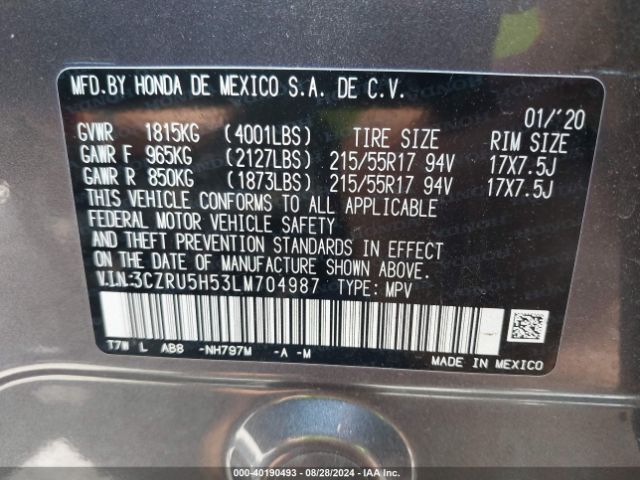 MFD. BY HONDA DE MEXICO S.A. DE C.V.
01/'20
GVWR 1815KG (4001LBS) TIRE SIZE RIM SIZE
GAWR F 965KG (2127LBS) 215/55R17 94V 17X7.5J
GAWR R 850KG (1873LBS) 215/55R17 94V 17X7.5J
THIS VEHICLE CONFORMS TO ALL APPLICABLE
FEDERAL MOTOR VEHICLE SAFETY
AND THEFT PREVENTION STANDARDS IN EFFECT
ON THE DATE OF MANUFACTURE SHOWN ABOVE.
V.I.N:3CZRU5H53LM704987 TYPE: MPV
T7W L AB8 -NH797M -A -M
MADE IN MEXICO
©-40190493 - 08/28/2024 - IAA Inc.